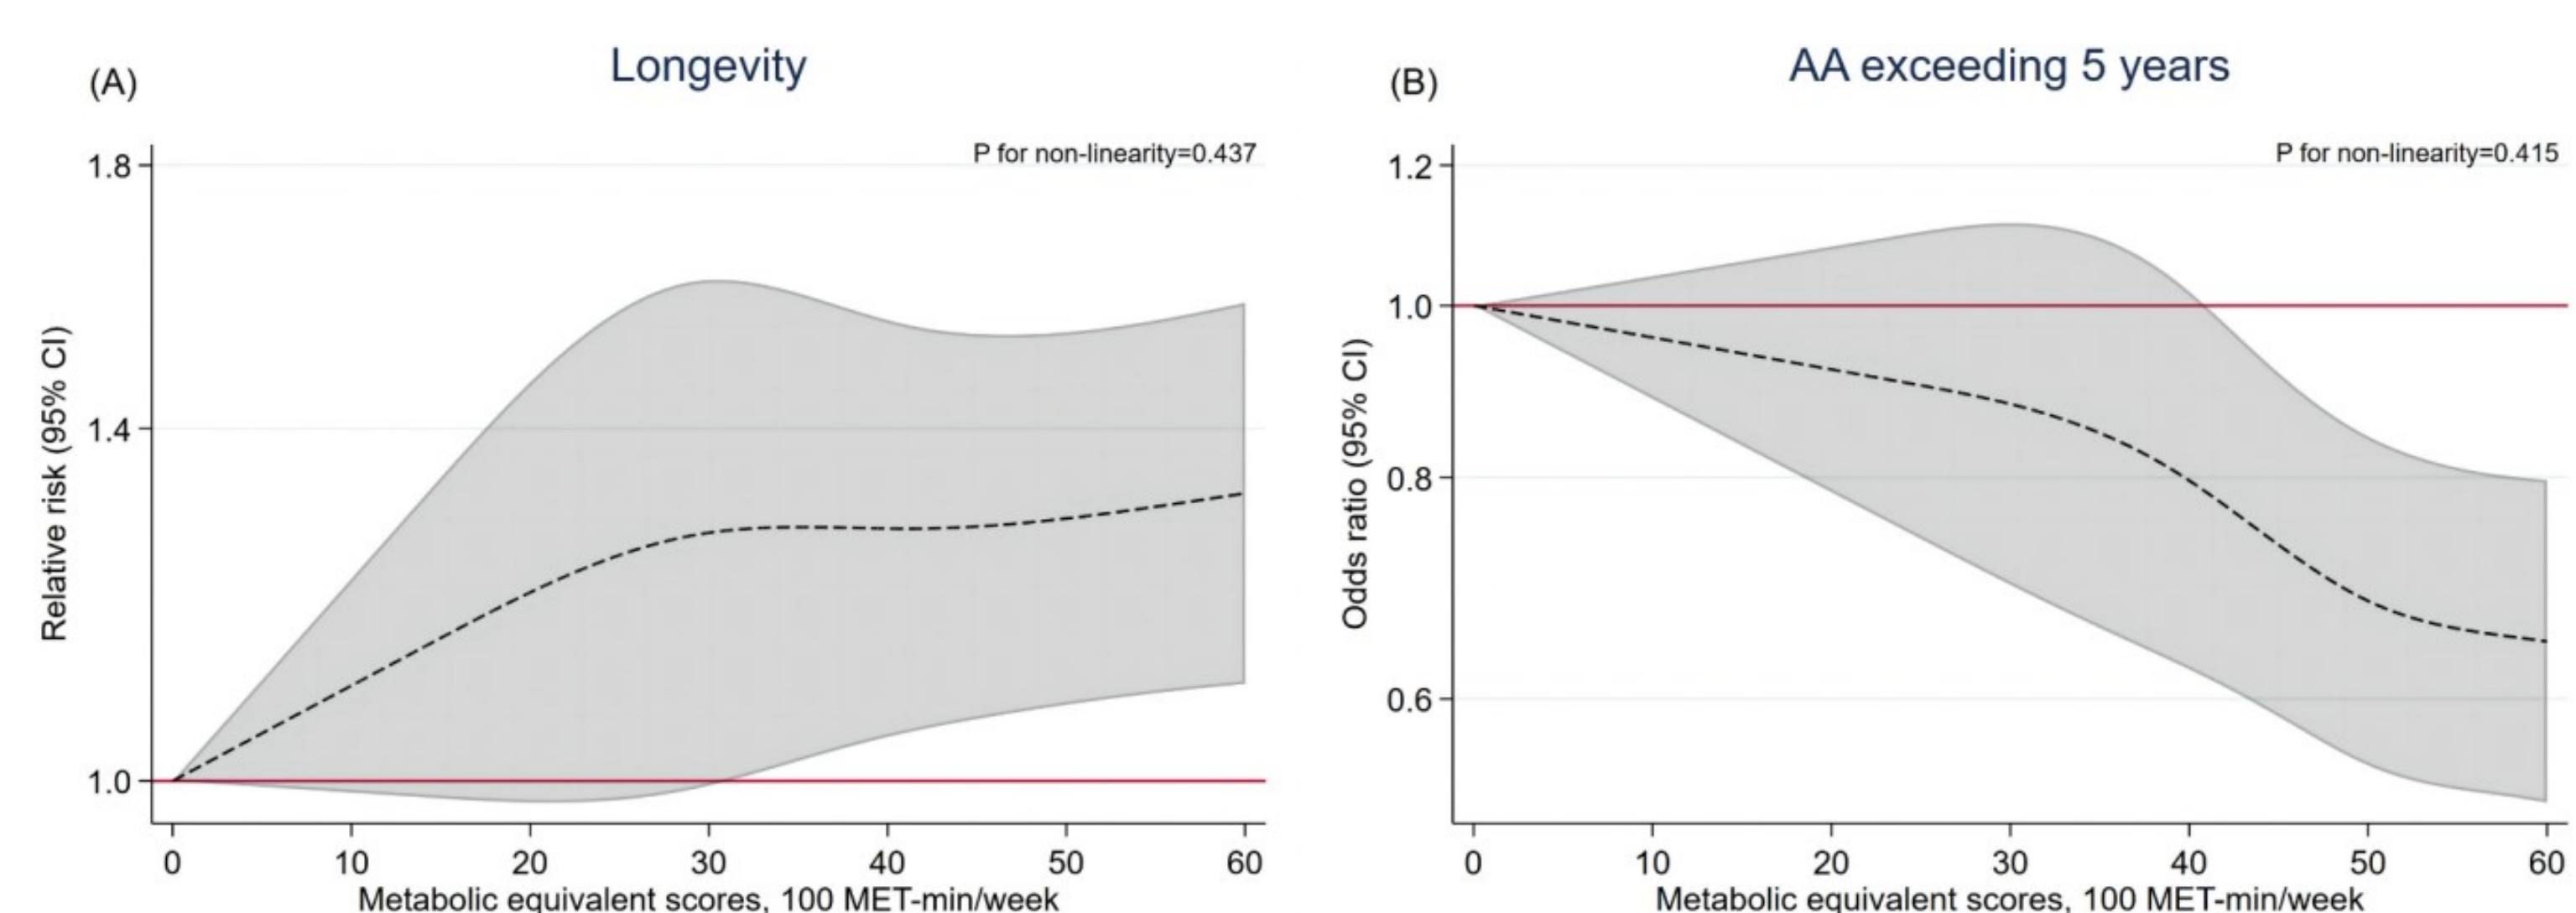 (A)
Longevity
P for non-linearity=0.437
1.8
1.4
1.0
Relative risk (95% CI)
0 10 20 30 40 50 60
Metabolic equivalent scores, 100 MET-min/week
(B)
AA exceeding 5 years
P for non-linearity=0.415
1.2
1.0
0.8
0.6
Odds ratio (95% CI)
0 10 20 30 40 50 60
Metabolic equivalent scores, 100 MET-min/week